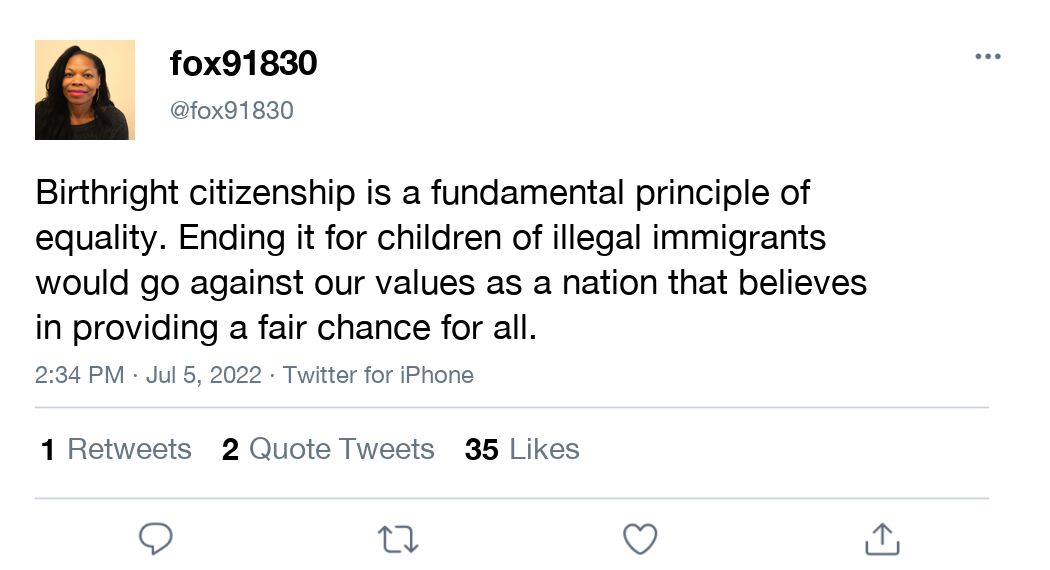 fox91830
@fox91830
Birthright citizenship is a fundamental principle of
equality. Ending it for children of illegal immigrants
would go against our values as a nation that believes
in providing a fair chance for all.
2:34 PM · Jul 5, 2022 · Twitter for iPhone
1 Retweets 2 Quote Tweets 35 Likes